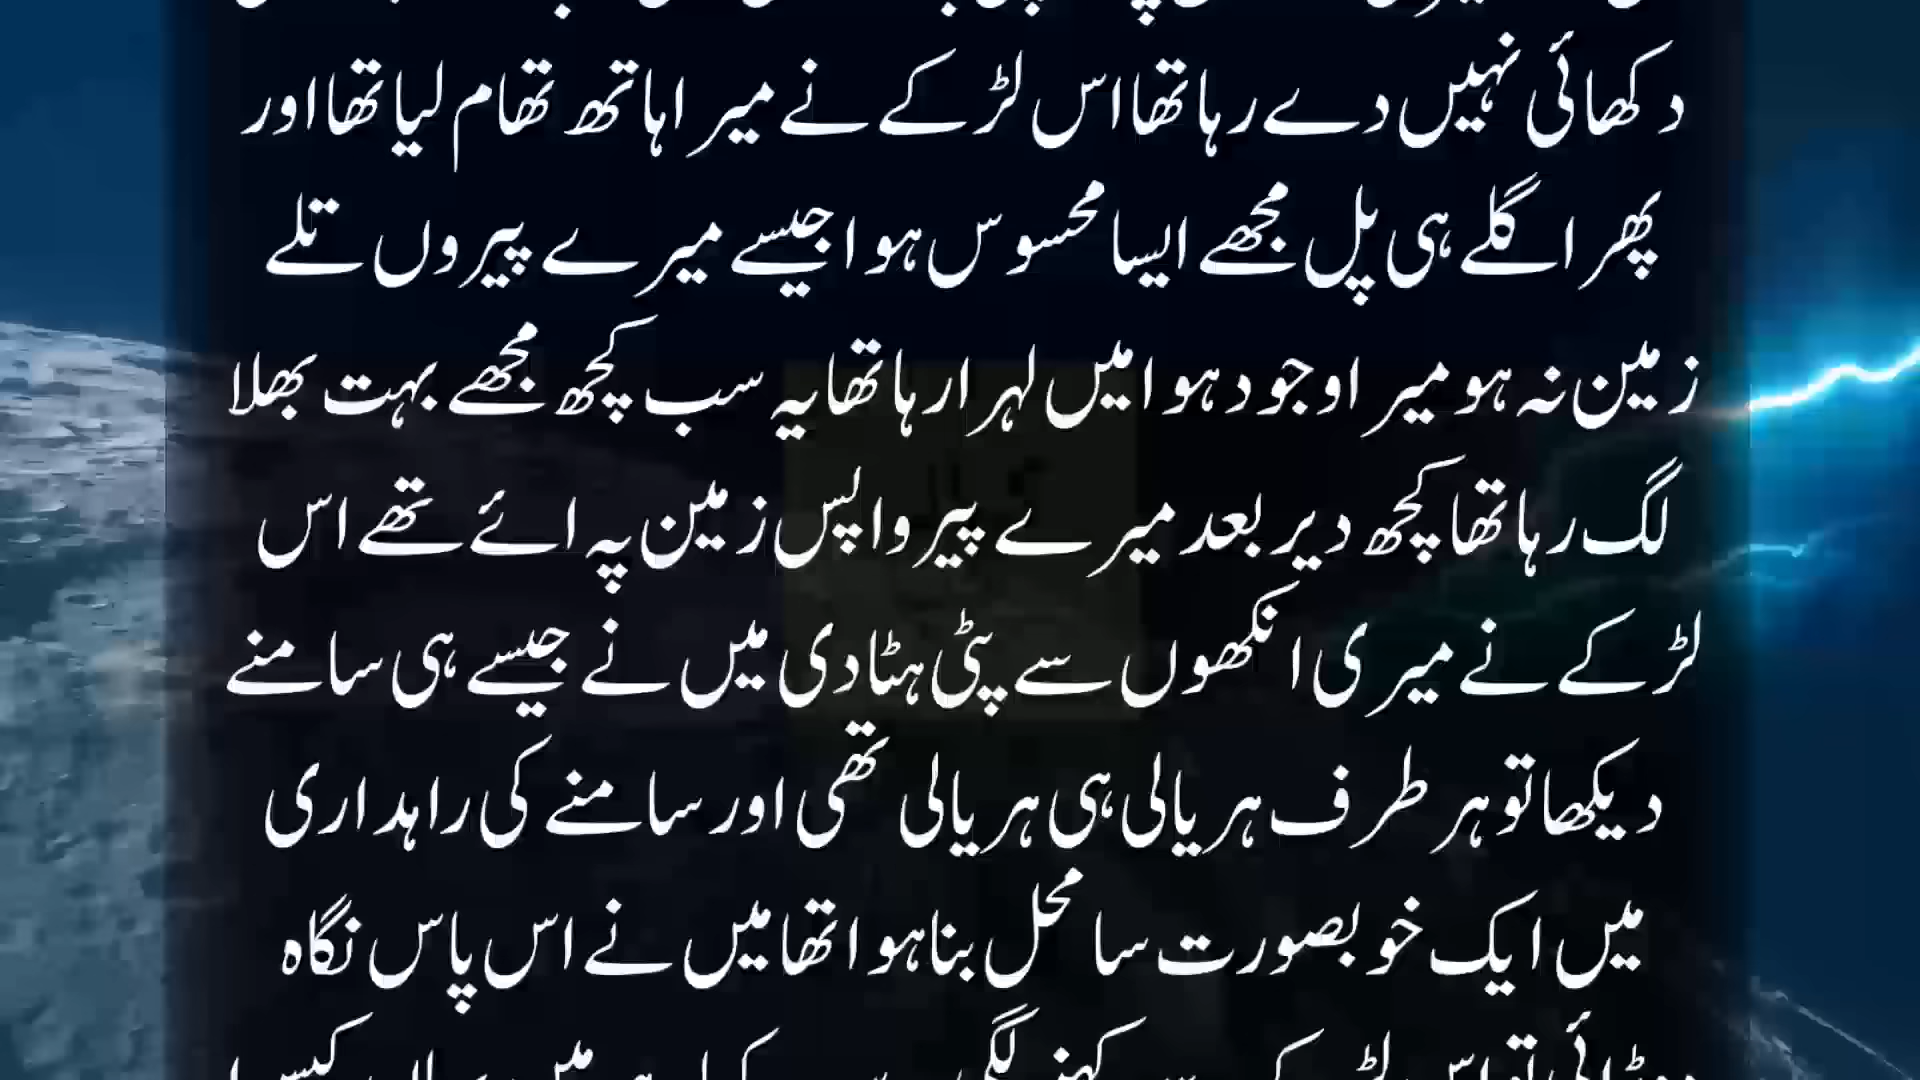 دکھائی نہیں دے رہا تھا اس لڑکے نے میرا ہاتھ تھام لیا تھا اور
پھر اگلے ہی پل مجھے ایسا محسوس ہوا جیسے میرے پیروں تلے
زمین نہ ہو میرا وجود ہوا میں لہرا رہا تھا یہ سب کچھ مجھے بہت بھلا
لگ رہا تھا کچھ دیر بعد میرے پیر واپس زمین پہ ائے تھے اس
لڑکے نے میری انکھوں سے پٹی ہٹا دی میں نے جیسے ہی سامنے
دیکھا تو ہر طرف ہریالی ہی ہریالی تھی اور سامنے کی راہداری
میں ایک خوبصورت سا محل بنا ہوا تھا میں نے اس پاس نگاہ